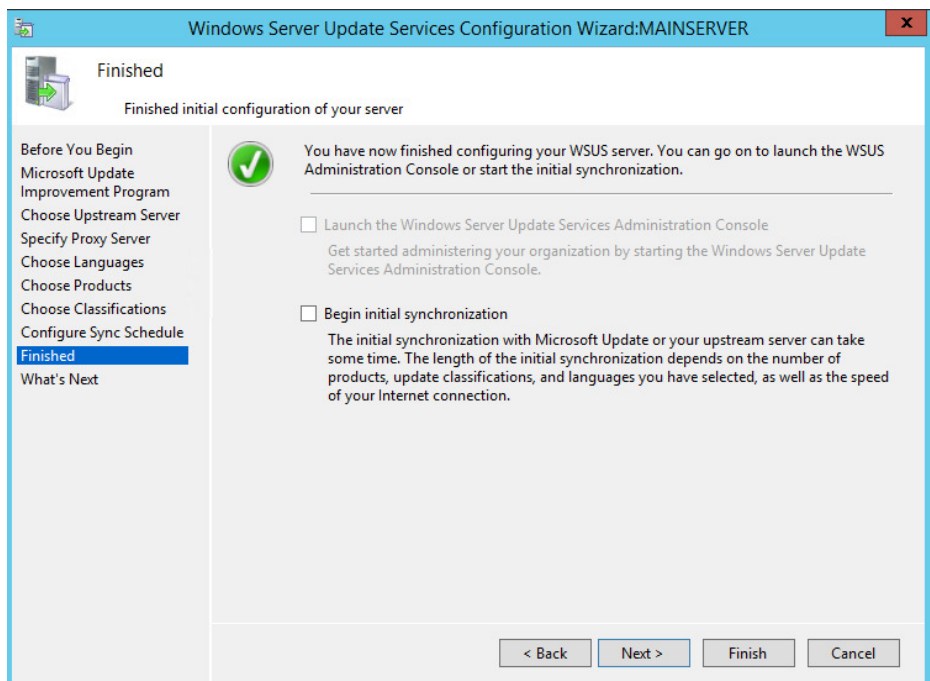 Windows Server Update Services Configuration Wizard:MAINSERVER
x
Finished
Finished initial configuration of your server
Before You Begin
Microsoft Update
Improvement Program
Choose Upstream Server
Specify Proxy Server
Choose Languages
Choose Products
Choose Classifications
Configure Sync Schedule
Finished
What's Next
You have now finished configuring your WSUS server. You can go on to launch the WSUS
Administration Console or start the initial synchronization.
Launch the Windows Server Update Services Administration Console
Get started administering your organization by starting the Windows Server Update
Services Administration Console.
Begin initial synchronization
The initial synchronization with Microsoft Update or your upstream server can take
some time. The length of the initial synchronization depends on the number of
products, update classifications, and languages you have selected, as well as the speed
of your Internet connection.
< Back Next > Finish Cancel